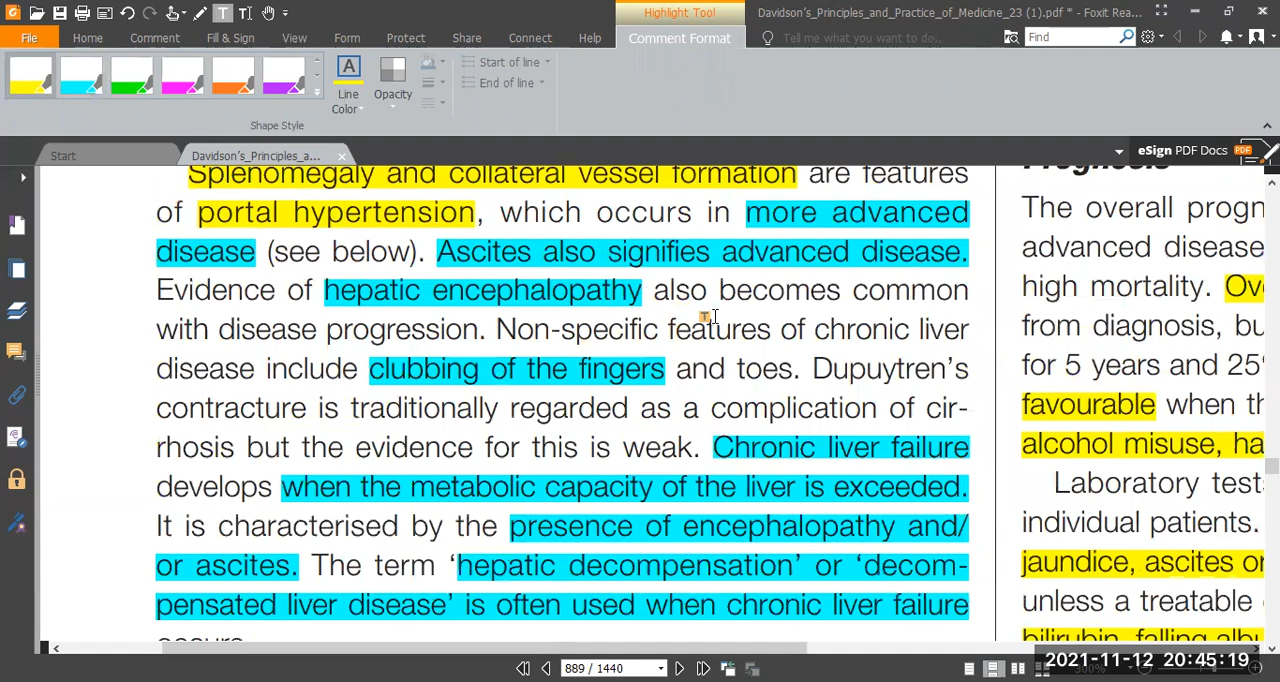 Highlight Tool
Davidson's_Principles_and_Practice_of_Medicine_23 (1).pdf * - Foxit Rea...
File Home Comment Fill & Sign View Form Protect Share Connect Help Comment Format Tell me what you want to do.. Find
Line Color
Opacity
Start of line
End of line
Shape Style
Start
Davidson's_Principles_a...
eSign PDF Docs
Splenomegaly and collateral vessel formation are features
of portal hypertension, which occurs in more advanced
disease (see below). Ascites also signifies advanced disease.
Evidence of hepatic encephalopathy also becomes common
with disease progression. Non-specific features of chronic liver
disease include clubbing of the fingers and toes. Dupuytren's
contracture is traditionally regarded as a complication of cir-
rhosis but the evidence for this is weak. Chronic liver failure
develops when the metabolic capacity of the liver is exceeded.
It is characterised by the presence of encephalopathy and/
or ascites. The term ‘hepatic decompensation’ or ‘decom-
pensated liver disease’ is often used when chronic liver failure
occurs.
Prognosis
The overall progn
advanced disease
high mortality. Ov
from diagnosis, bu
for 5 years and 25%
favourable when th
alcohol misuse, ha
Laboratory tests
individual patients.
jaundice, ascites or
unless a treatable
bilirubin, falling alb
889 / 1440
300%
2021-11-12 20:45:19